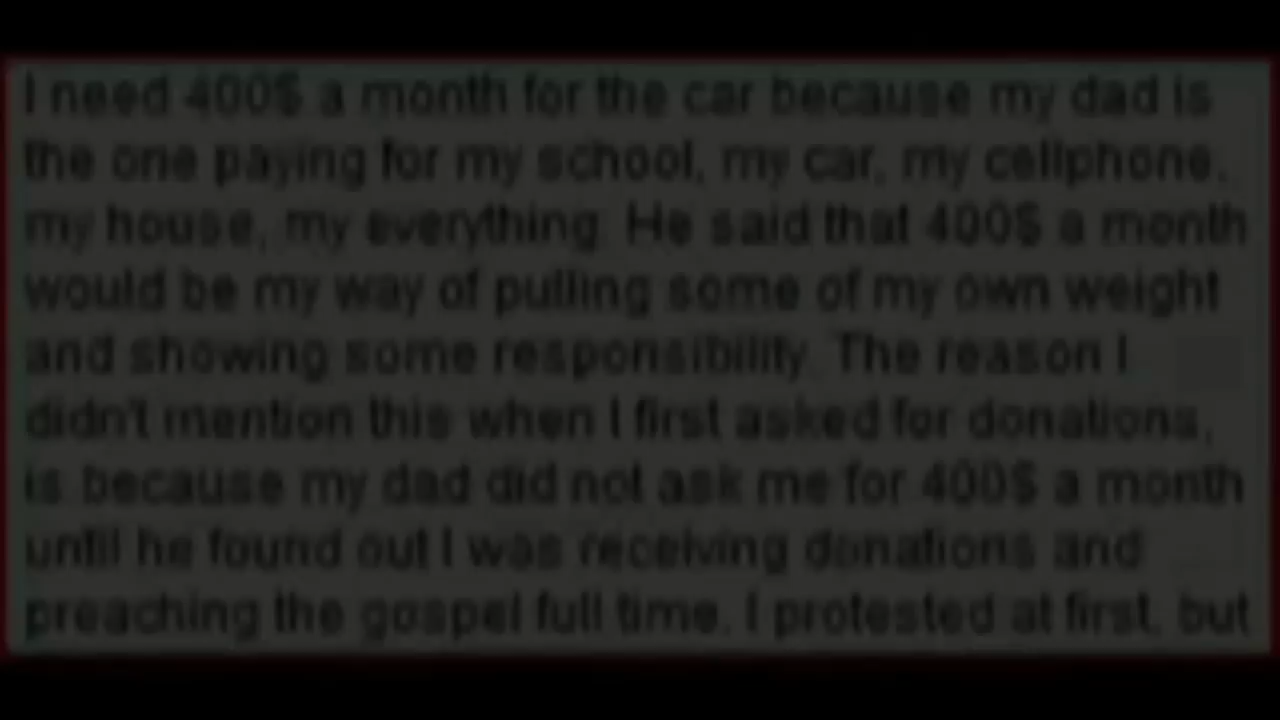 I need 400$ a month for the car because my dad is
the one paying for my school, my car, my cellphone,
my house, my everything. He said that 400$ a month
would be my way of pulling some of my own weight
and showing some responsibility. The reason I
didn't mention this when I first asked for donations,
is because my dad did not ask me for 400$ a month
until he found out I was receiving donations and
preaching the gospel full time. I protested at first, but